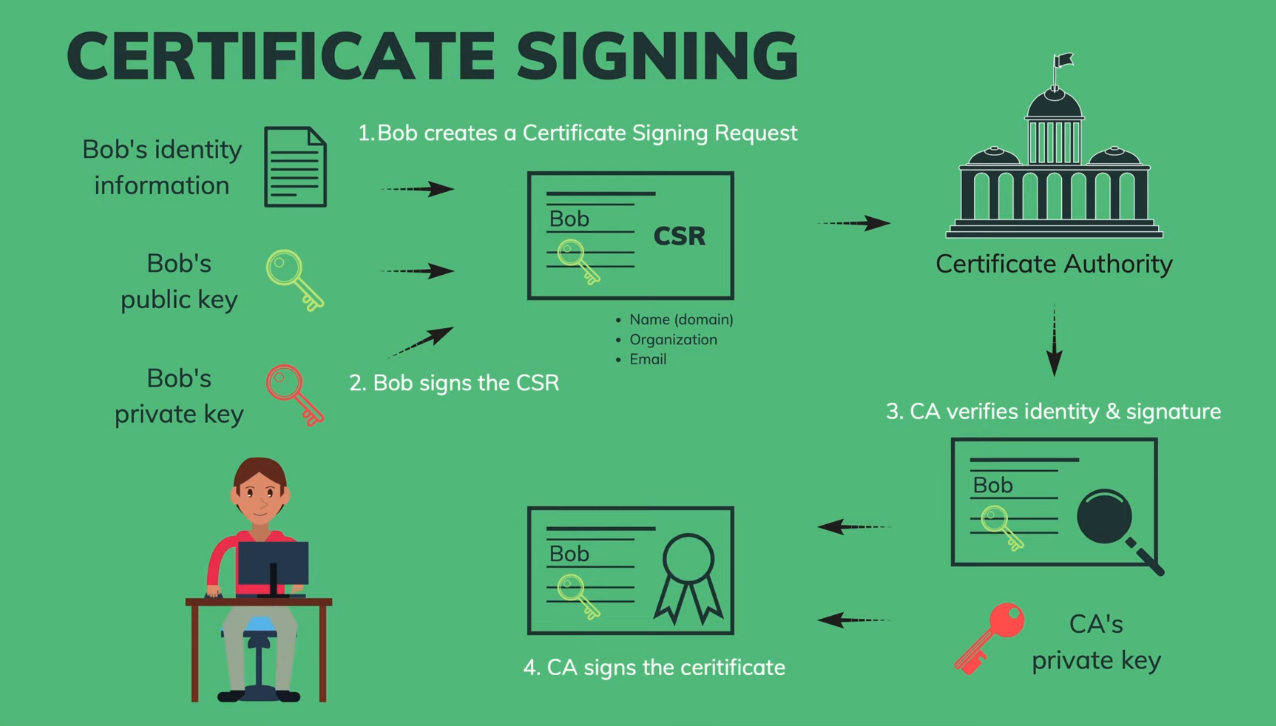 CERTIFICATE SIGNING
Bob's identity
information
1.Bob creates a Certificate Signing Request
Bob
CSR
Bob's
public key
Certificate Authority
• Name (domain)
• Organization
• Email
Bob's
private key
2. Bob signs the CSR
3. CA verifies identity & signature
Bob
Bob
CA's
private key
4. CA signs the ceritificate